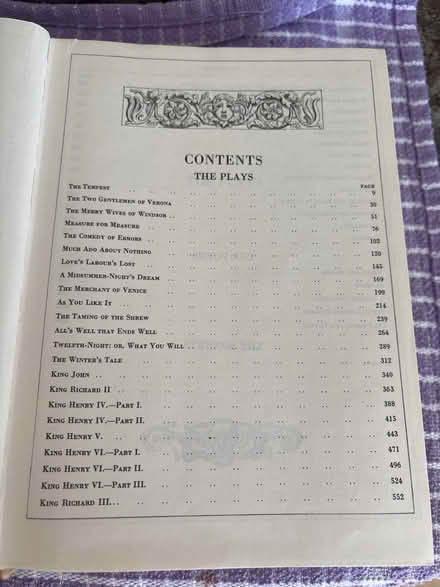 CONTENTS
THE PLAYS
PAGE
The Tempest .. .. .. .. .. .. .. .. .. 9
The Two Gentlemen of Verona .. .. .. .. .. .. .. 30
The Merry Wives of Windsor .. .. .. .. .. .. .. .. 51
Measure for Measure .. .. .. .. .. .. .. .. 76
The Comedy of Errors .. .. .. .. .. .. .. .. 102
Much Ado About Nothing .. .. .. .. .. .. .. .. 120
Love's Labour's Lost .. .. .. .. .. .. .. .. 145
A Midsummer-Night's Dream .. .. .. .. .. .. .. 169
The Merchant of Venice .. .. .. .. .. .. .. .. 190
As You Like It .. .. .. .. .. .. .. .. .. 214
The Taming of the Shrew .. .. .. .. .. .. .. .. 239
All's Well that Ends Well .. .. .. .. .. .. .. 264
Twelfth-Night: or, What You Will .. .. .. .. .. .. 289
The Winter's Tale .. .. .. .. .. .. .. .. 312
King John .. .. .. .. .. .. .. .. .. 340
King Richard II .. .. .. .. .. .. .. .. .. 363
King Henry IV.—Part I. .. .. .. .. .. .. .. 388
King Henry IV.—Part II. .. .. .. .. .. .. .. 415
King Henry V. .. .. .. .. .. .. .. .. .. 443
King Henry VI.—Part I. .. .. .. .. .. .. .. 471
King Henry VI.—Part II. .. .. .. .. .. .. .. 496
King Henry VI.—Part III. .. .. .. .. .. .. .. 524
King Richard III. .. .. .. .. .. .. .. .. 552